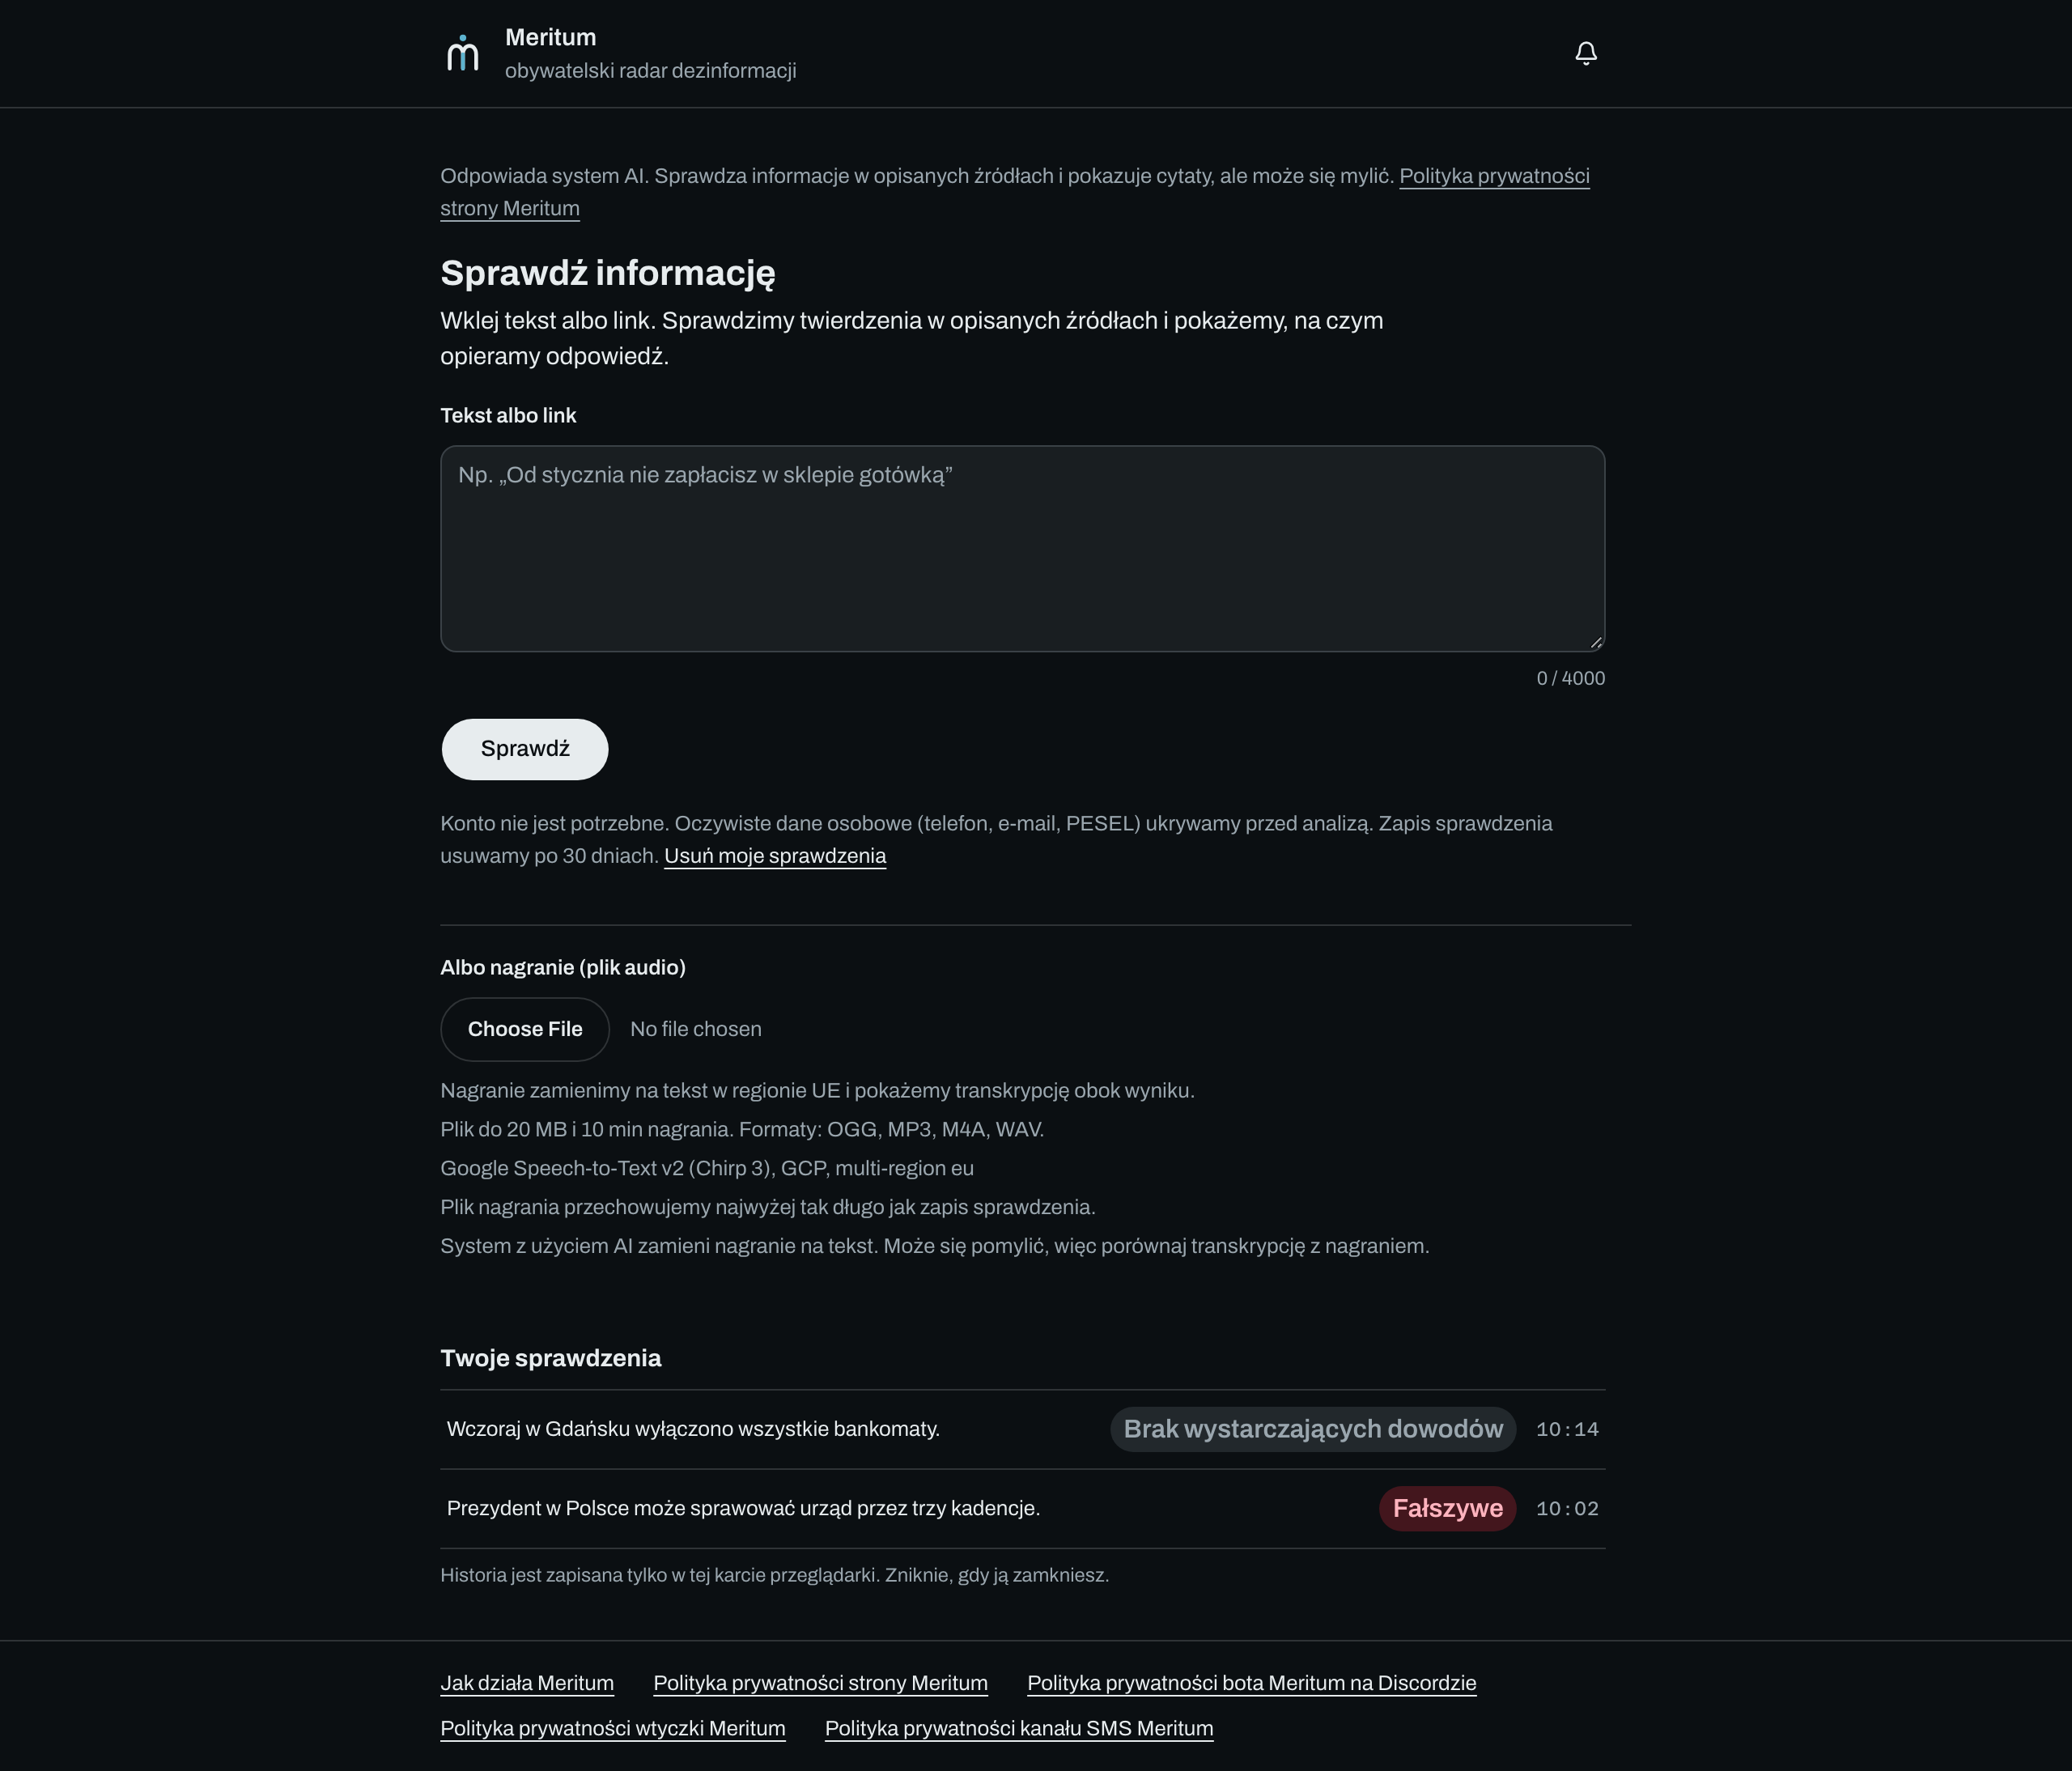 Meritum
obywatelski radar dezinformacji
Odpowiada system AI. Sprawdza informacje w opisanych źródłach i pokazuje cytaty, ale może się mylić. Polityka prywatności
strony Meritum
Sprawdź informację
Wklej tekst albo link. Sprawdzimy twierdzenia w opisanych źródłach i pokażemy, na czym
opieramy odpowiedź.
Tekst albo link
Np. „Od stycznia nie zapłacisz w sklepie gotówką”
0 / 4000
Sprawdź
Konto nie jest potrzebne. Oczywiste dane osobowe (telefon, e-mail, PESEL) ukrywamy przed analizą. Zapis sprawdzenia
usuwamy po 30 dniach. Usuń moje sprawdzenia
Albo nagranie (plik audio)
Choose File No file chosen
Nagranie zamienimy na tekst w regionie UE i pokażemy transkrypcję obok wyniku.
Plik do 20 MB i 10 min nagrania. Formaty: OGG, MP3, M4A, WAV.
Google Speech-to-Text v2 (Chirp 3), GCP, multi-region eu
Plik nagrania przechowujemy najwyżej tak długo jak zapis sprawdzenia.
System z użyciem AI zamieni nagranie na tekst. Może się pomylić, więc porównaj transkrypcję z nagraniem.
Twoje sprawdzenia
Wczoraj w Gdańsku wyłączono wszystkie bankomaty. Brak wystarczających dowodów 10:14
Prezydent w Polsce może sprawować urząd przez trzy kadencje. Fałszywe 10:02
Historia jest zapisana tylko w tej karcie przeglądarki. Zniknie, gdy ją zamkniesz.
Jak działa Meritum Polityka prywatności strony Meritum Polityka prywatności bota Meritum na Discordzie
Polityka prywatności wtyczki Meritum Polityka prywatności kanału SMS Meritum